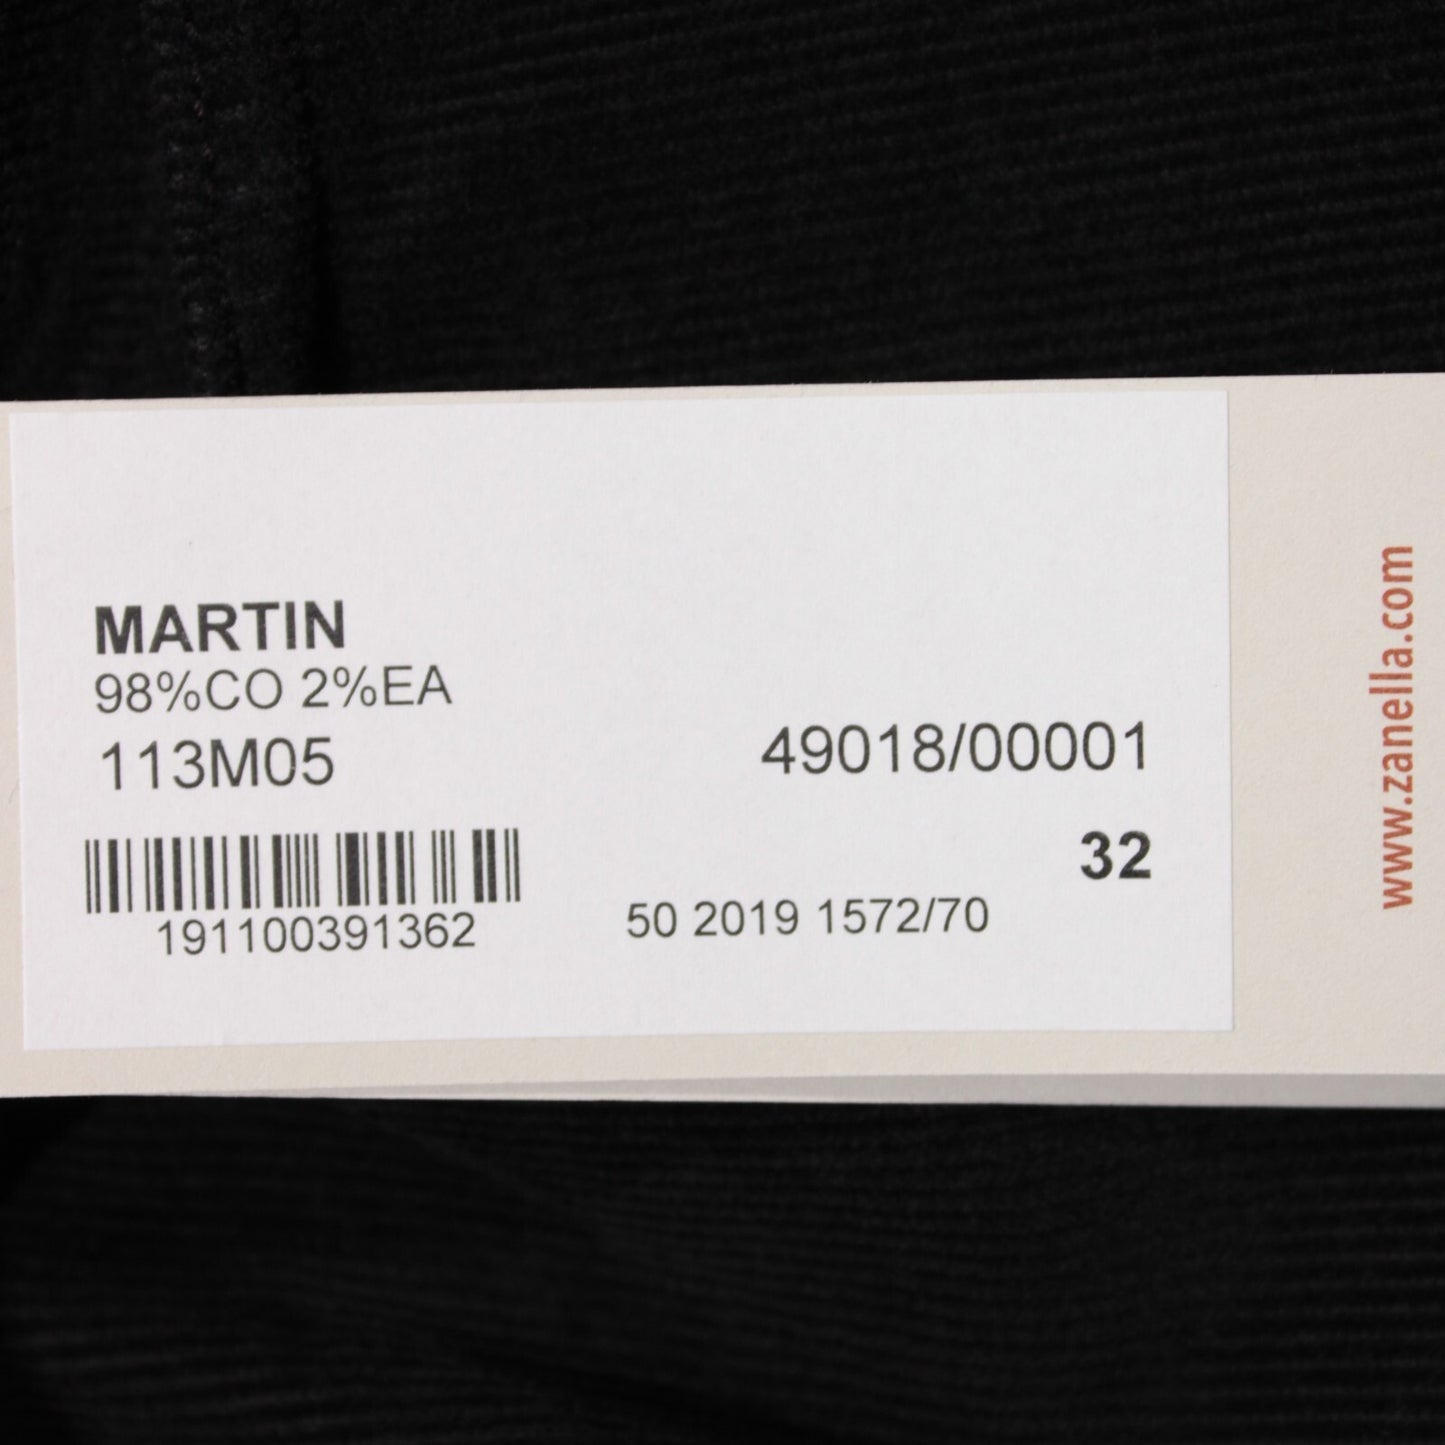 MARTIN
98%CO 2%EA
113M05
49018/00001
32
191100391362
50 2019 1572/70
www.zanella.com